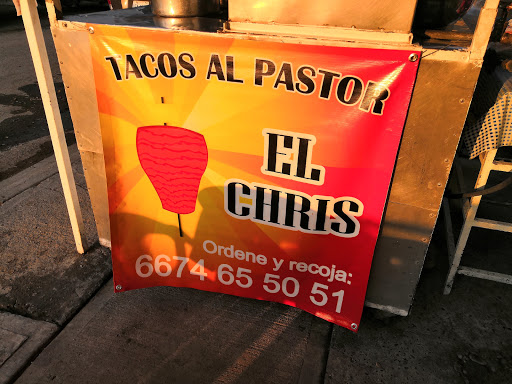 TACOS AL PASTOR
EL
CHRIS
Ordene y recoja:
6674 65 50 51